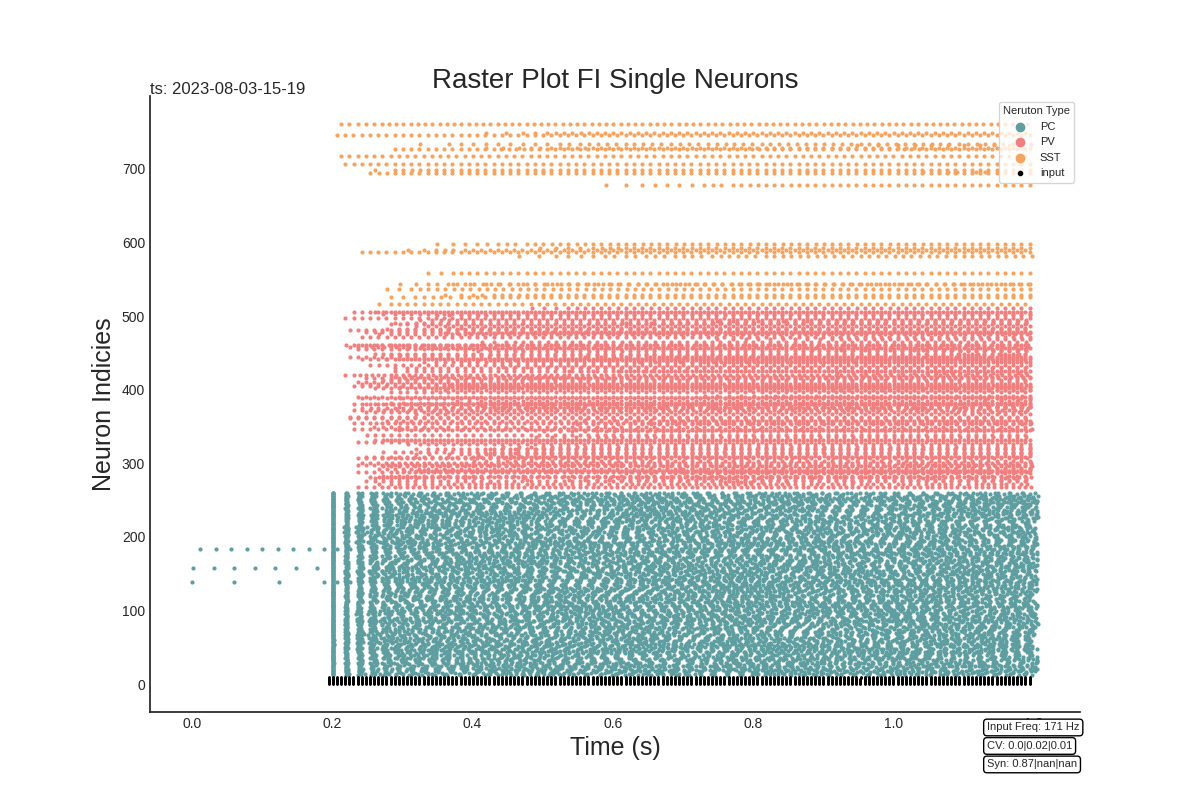 Raster Plot FI Single Neurons
ts: 2023-08-03-15-19
Neruton Type
PC
PV
SST
input
Neuron Indicies
700
600
500
400
300
200
100
0
0.0 0.2 0.4 0.6 0.8 1.0
Time (s)
Input Freq: 171 Hz
CV: 0.0|0.02|0.01
Syn: 0.87|nan|nan